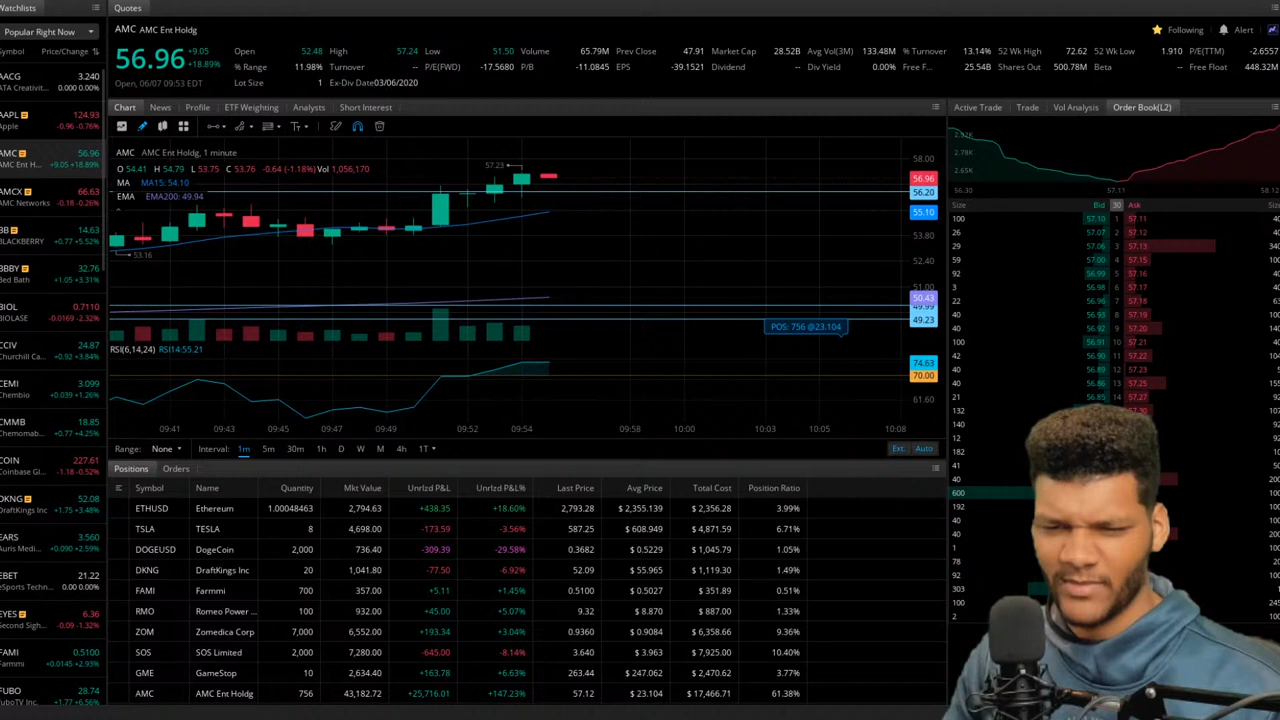 Watchlists
Quotes
Popular Right Now
Symbol Price/Change
AACG 3.240
ATA Creativit... 0.000 0.00%
AAPL 124.93
Apple -0.96 -0.76%
AMC 56.96
AMC Ent H... +9.05 +18.89%
AMCX 66.63
AMC Networks -0.18 -0.26%
BB 14.63
BLACKBERRY +0.77 +5.52%
BBBY 32.76
Bed Bath +1.05 +3.31%
BIOL 0.7110
BIOLASE -0.0169 -2.32%
CCIV 24.87
Churchill Ca... +0.92 +3.84%
CEMI 3.099
Chembio +0.039 +1.26%
CMMB 18.85
Chemomab... +0.77 +4.25%
COIN 227.61
Coinbase Gl... -1.18 -0.52%
DKNG 52.08
DraftKings Inc +1.75 +3.48%
EARS 3.560
Auris Medi... +0.090 +2.59%
EBET 21.22
eSports Techn... 0.00 0.00%
EYES 6.36
Second Sigh... -0.09 -1.32%
FAMI 0.5100
Farmmi +0.0145 +2.93%
FUBO 28.74
FuboTV Inc. +1.77 +6.56%
AMC AMC Ent Holdg
Following Alert
56.96 +9.05 +18.89%
Open, 06/07 09:53 EDT
Open 52.48 High 57.24 Low 51.50 Volume 65.79M Prev Close 47.91 Market Cap 28.52B Avg Vol(3M) 133.48M % Turnover 13.14% 52 Wk High 72.62 52 Wk Low 1.910 P/E(TTM) -2.6557
% Range 11.98% Turnover -- P/E(FWD) -17.5680 P/B -11.0845 EPS -39.1521 Dividend -- Div Yield 0.00% Free F... 25.54B Shares Out 500.78M Beta -- Free Float 448.32M
Lot Size 1 Ex-Div Date 03/06/2020
Chart News Profile ETF Weighting Analysts Short Interest
AMC AMC Ent Holdg, 1 minute
O 54.41 H 54.79 L 53.75 C 53.76 -0.64 (-1.18%) Vol 1,056,170
MA MA15: 54.10
EMA EMA200: 49.94
57.23
53.16
58.00
56.96
56.20
55.10
53.80
52.40
51.00
50.43
49.99
49.23
POS: 756 @23.104
RSI(6,14,24) RSI14:55.21
74.63
70.00
61.60
09:41 09:43 09:45 09:47 09:49 09:52 09:54 09:58 10:00 10:03 10:05 10:08
Range: None Interval: 1m 5m 30m 1h D W M 4h 1T Ext. Auto
Positions Orders
Symbol Name Quantity Mkt Value Unrlzd P&L Unrlzd P&L% Last Price Avg Price Total Cost Position Ratio
ETHUSD Ethereum 1.00048463 2,794.63 +438.35 +18.60% 2,793.28 $ 2,355.139 $ 2,356.28 3.99%
TSLA TESLA 8 4,698.00 -173.59 -3.56% 587.25 $ 608.949 $ 4,871.59 6.71%
DOGEUSD DogeCoin 2,000 736.40 -309.39 -29.58% 0.3682 $ 0.5229 $ 1,045.79 1.05%
DKNG DraftKings Inc 20 1,041.80 -77.50 -6.92% 52.09 $ 55.965 $ 1,119.30 1.49%
FAMI Farmmi 700 357.00 +5.11 +1.45% 0.5100 $ 0.5027 $ 351.89 0.51%
RMO Romeo Power ... 100 932.00 +45.00 +5.07% 9.32 $ 8.870 $ 887.00 1.33%
ZOM Zomedica Corp 7,000 6,552.00 +193.34 +3.04% 0.9360 $ 0.9084 $ 6,358.66 9.36%
SOS SOS Limited 2,000 7,280.00 -645.00 -8.14% 3.640 $ 3.963 $ 7,925.00 10.40%
GME GameStop 10 2,634.40 +163.78 +6.63% 263.44 $ 247.062 $ 2,470.62 3.77%
AMC AMC Ent Holdg 756 43,182.72 +25,716.01 +147.23% 57.12 $ 23.104 $ 17,466.71 61.38%
Active Trade Trade Vol Analysis Order Book(L2)
2.92K
2.78K
2.65K
56.30 57.11 58.12
Size Bid 30 Ask Size
100 57.10 1 57.11
26 57.07 2 57.12
29 57.06 3 57.13
59 57.00 4 57.15
92 56.99 5 57.16
3 56.98 6 57.17
22 56.96 7 57.18
40 56.93 8 57.19
40 56.92 9 57.20
100 56.91 10 57.21
42 56.90 11 57.22
40 56.89 12 57.23
40 56.86 13 57.25
21 56.85 14 57.27
132
140
12
182
41
600
192
40
40
1
78
92
303
100
2